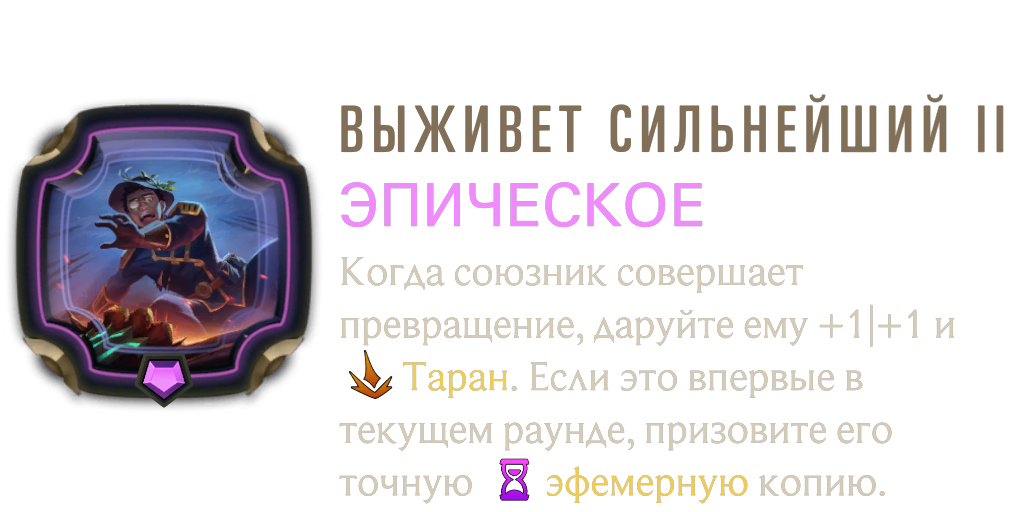 ВЫЖИВЕТ СИЛЬНЕЙШИЙ II
ЭПИЧЕСКОЕ
Когда союзник совершает
превращение, даруйте ему +1|+1 и
Таран. Если это впервые в
текущем раунде, призовите его
точную эфемерную копию.